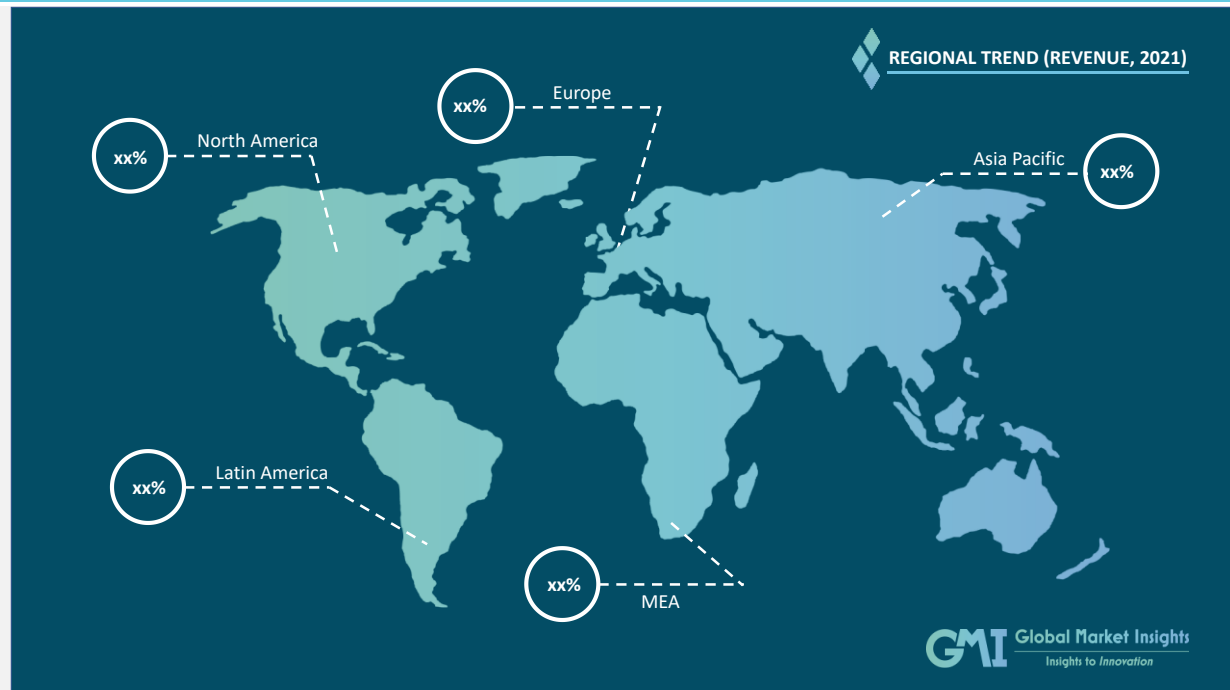 REGIONAL TREND (REVENUE, 2021)
Europe
xx%
North America
xx%
Asia Pacific
xx%
Latin America
xx%
xx%
MEA
GMI Global Market Insights
Insights to Innovation